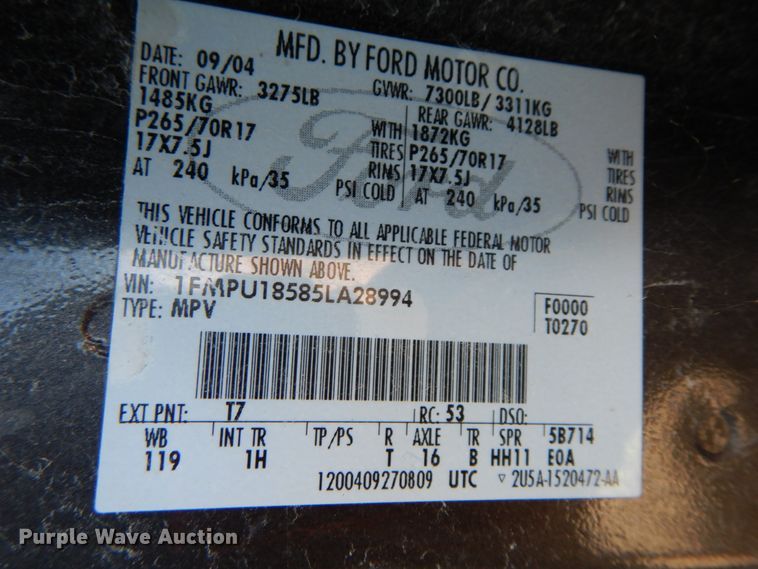 MFD. BY FORD MOTOR CO.
DATE: 09/04 GVWR: 7300LB/ 3311KG
FRONT GAWR: 3275LB REAR GAWR: 4128LB
1485KG WITH 1872KG WITH
P265/70R17 TIRES P265/70R17 TIRES
17X7.5J RIMS 17X7.5J RIMS
AT 240 kPa/35 PSI COLD AT 240 kPa/35 PSI COLD
Ford
THIS VEHICLE CONFORMS TO ALL APPLICABLE FEDERAL MOTOR
VEHICLE SAFETY STANDARDS IN EFFECT ON THE DATE OF
MANUFACTURE SHOWN ABOVE.
VIN: 1FMPU18585LA28994 F0000
TYPE: MPV T0270
EXT PNT: T7 RC: 53 DSO:
WB INT TR TP/PS R AXLE TR SPR 5B714
119 1H T 16 B HH11 E0A
1200409270809 UTC ▽ 2U5A-1520472-AA
Purple Wave Auction